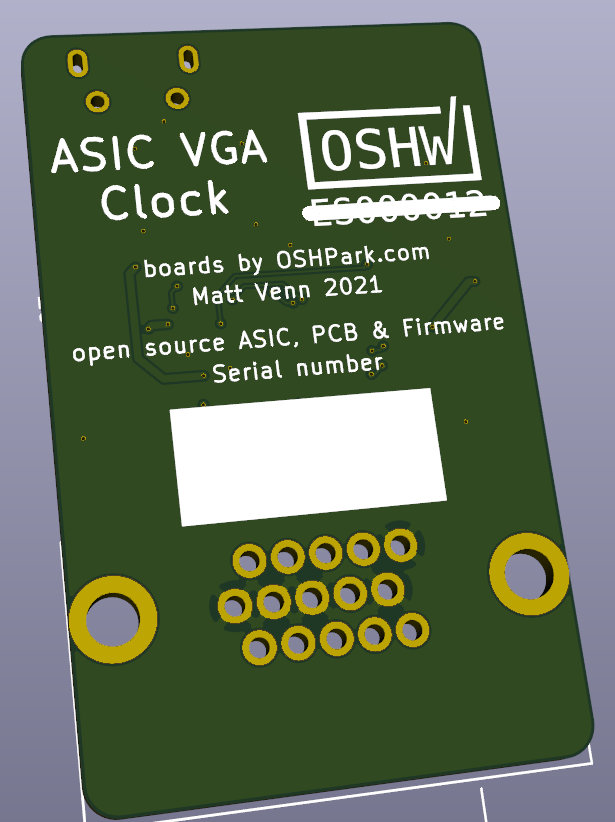 ASIC VGA
Clock
OSHW
ES000012
boards by OSHPark.com
Matt Venn 2021
open source ASIC, PCB & Firmware
Serial number